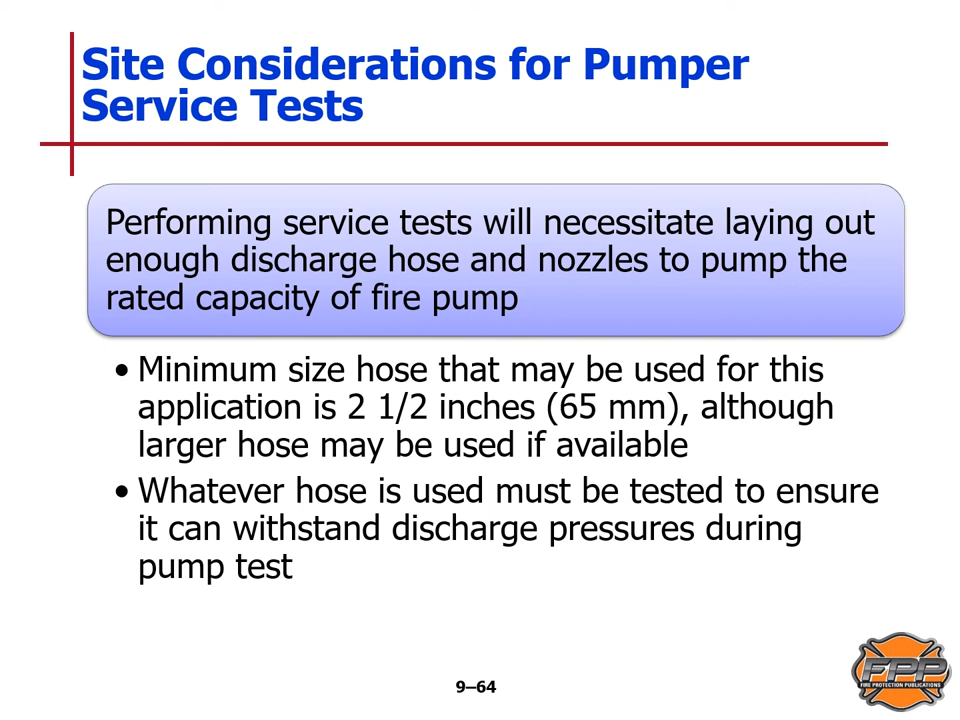 Site Considerations for Pumper
Service Tests
Performing service tests will necessitate laying out
enough discharge hose and nozzles to pump the
rated capacity of fire pump
• Minimum size hose that may be used for this
application is 2 1/2 inches (65 mm), although
larger hose may be used if available
• Whatever hose is used must be tested to ensure
it can withstand discharge pressures during
pump test
9–64
FPP
FIRE PROTECTION PUBLICATIONS